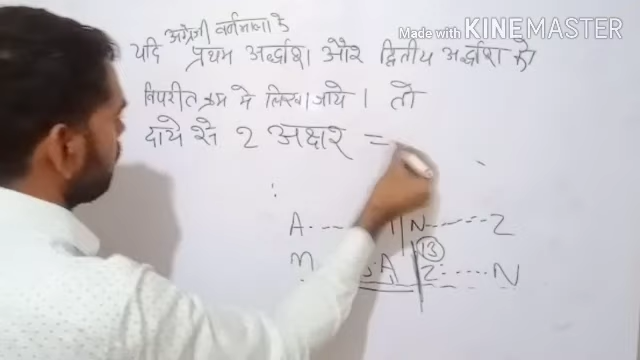 Made with KINEMASTER
अंग्रेजी वर्णमाला के
यदि प्रथम अर्द्धांश और द्वितीय अर्द्धांश को
विपरीत क्रम मे लिखा जाये । तो
दाये से 2 अक्षर =
A---- | N-----Z
13
M A | Z-----N